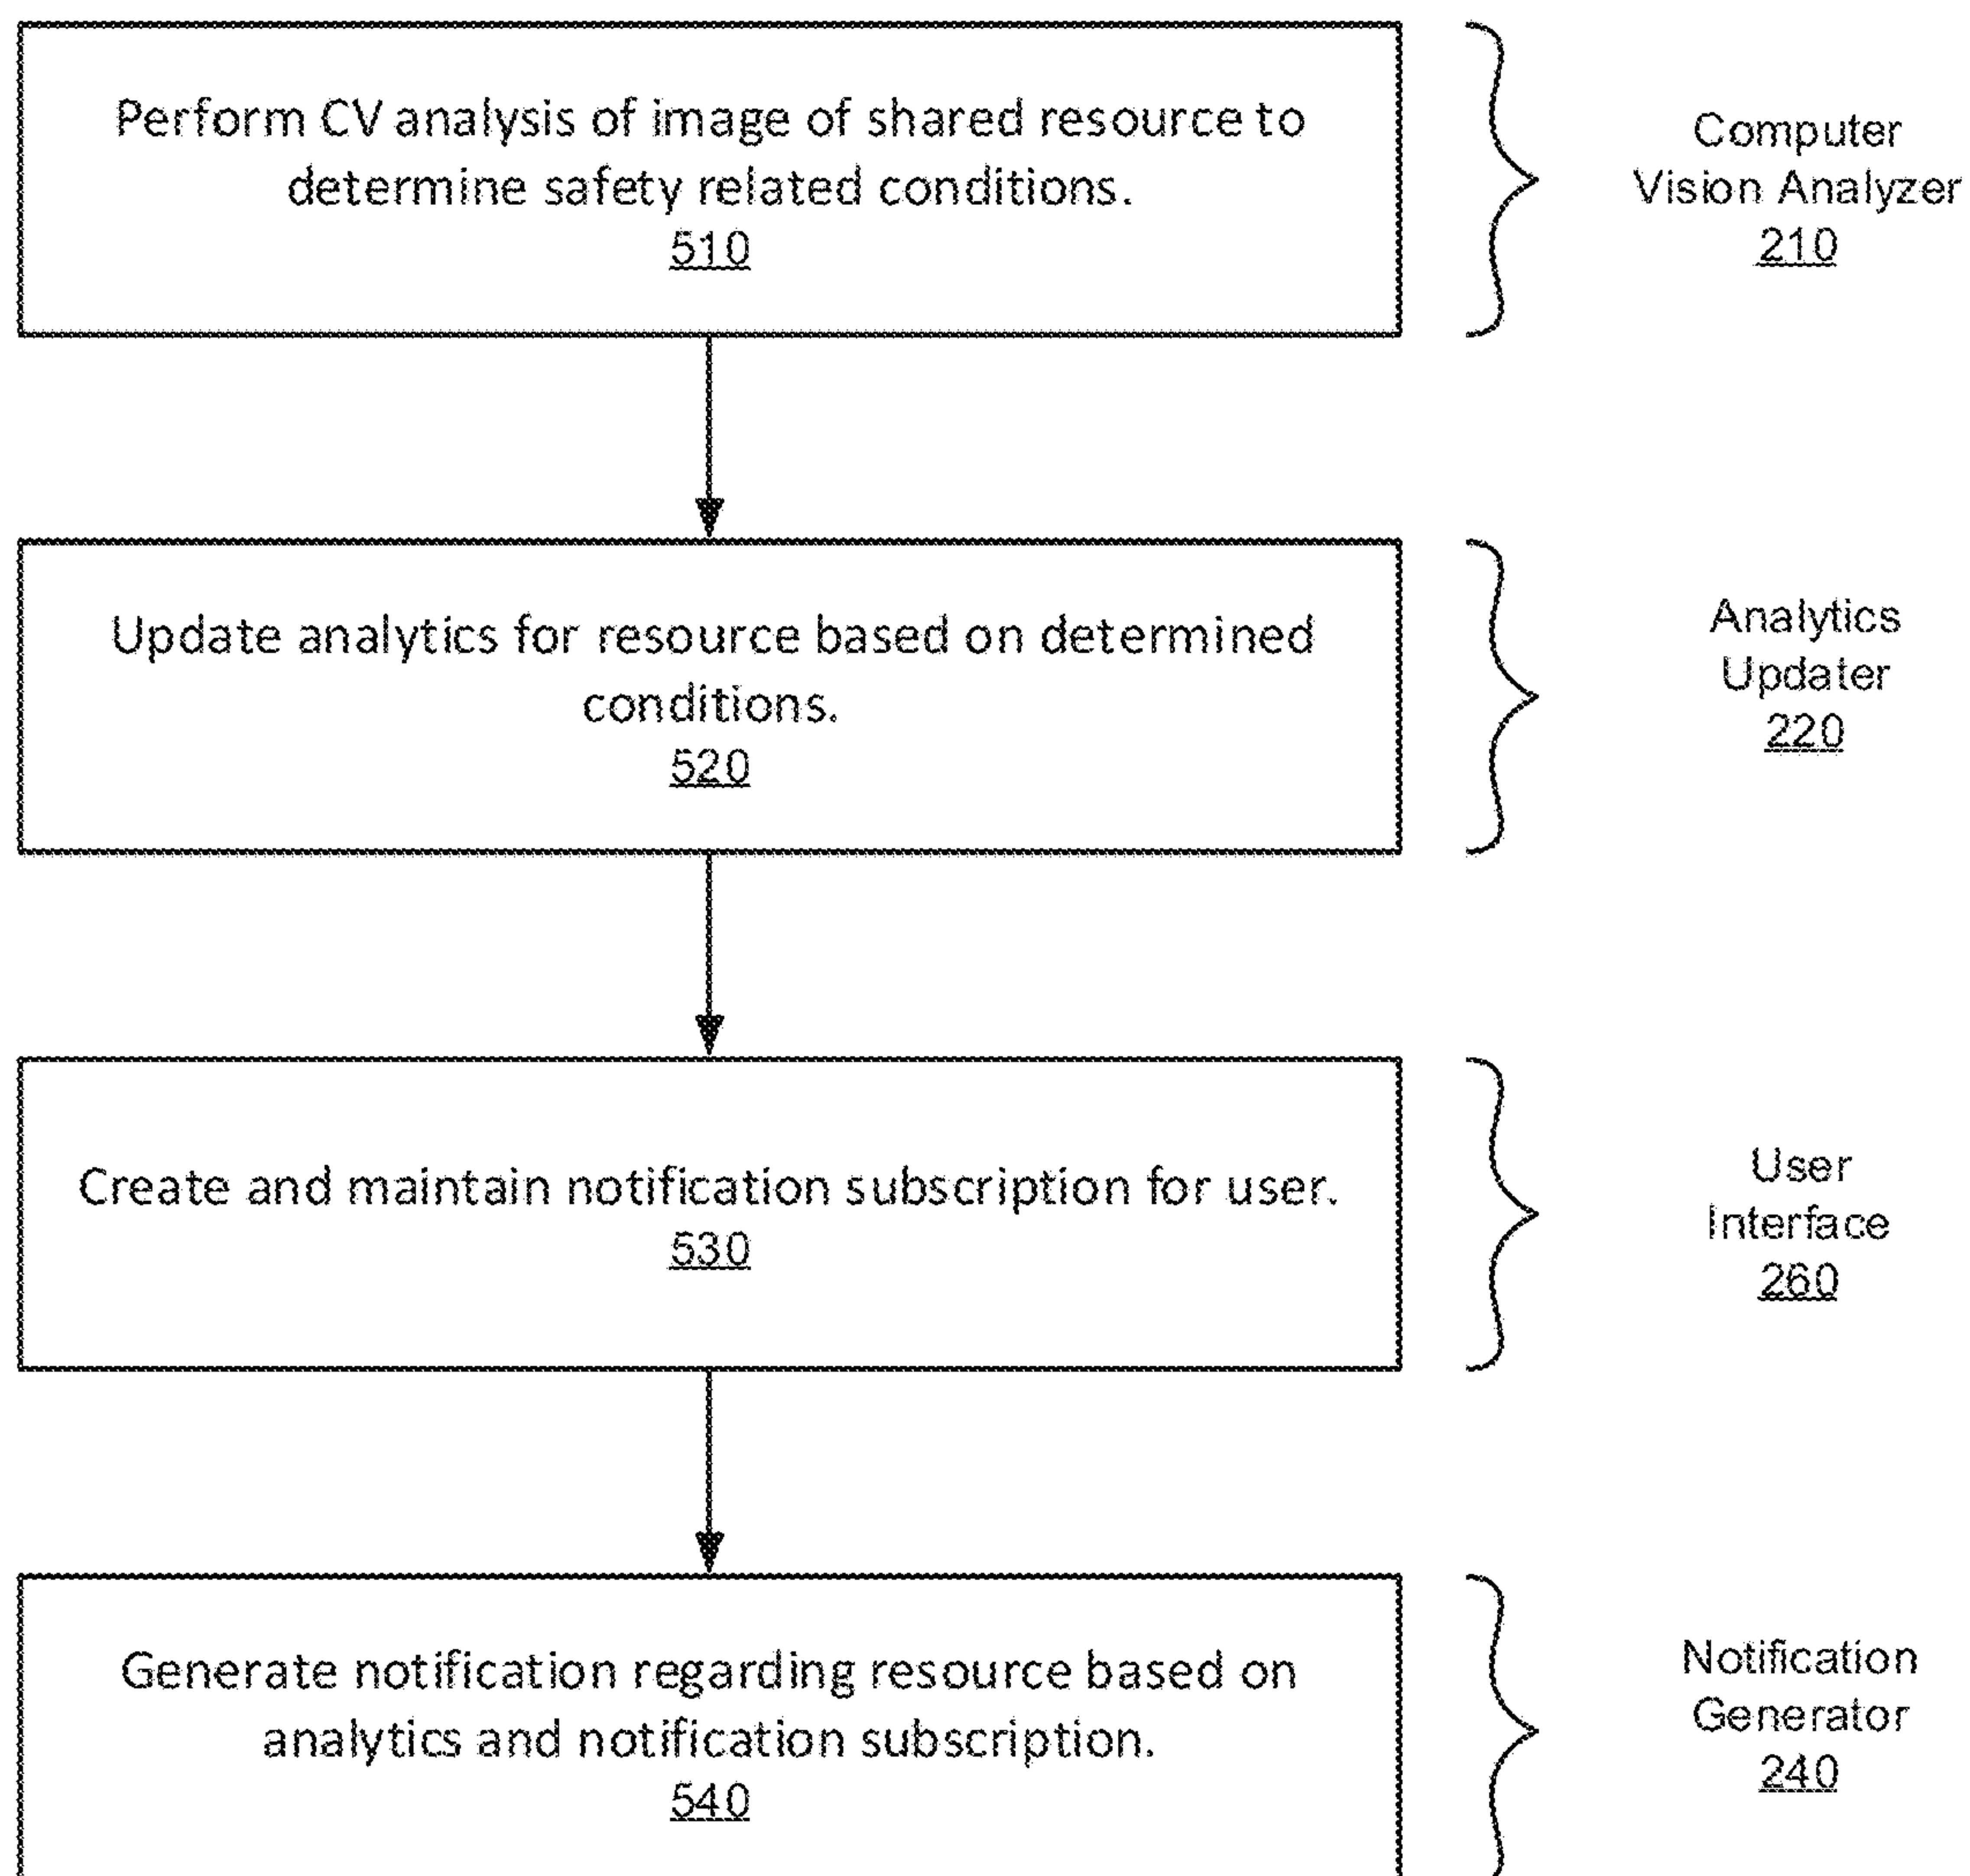 Perform CV analysis of image of shared resource to
determine safety related conditions.
510
Computer
Vision Analyzer
210
Update analytics for resource based on determined
conditions.
520
Analytics
Updater
220
Create and maintain notification subscription for user.
530
User
Interface
260
Generate notification regarding resource based on
analytics and notification subscription.
540
Notification
Generator
240